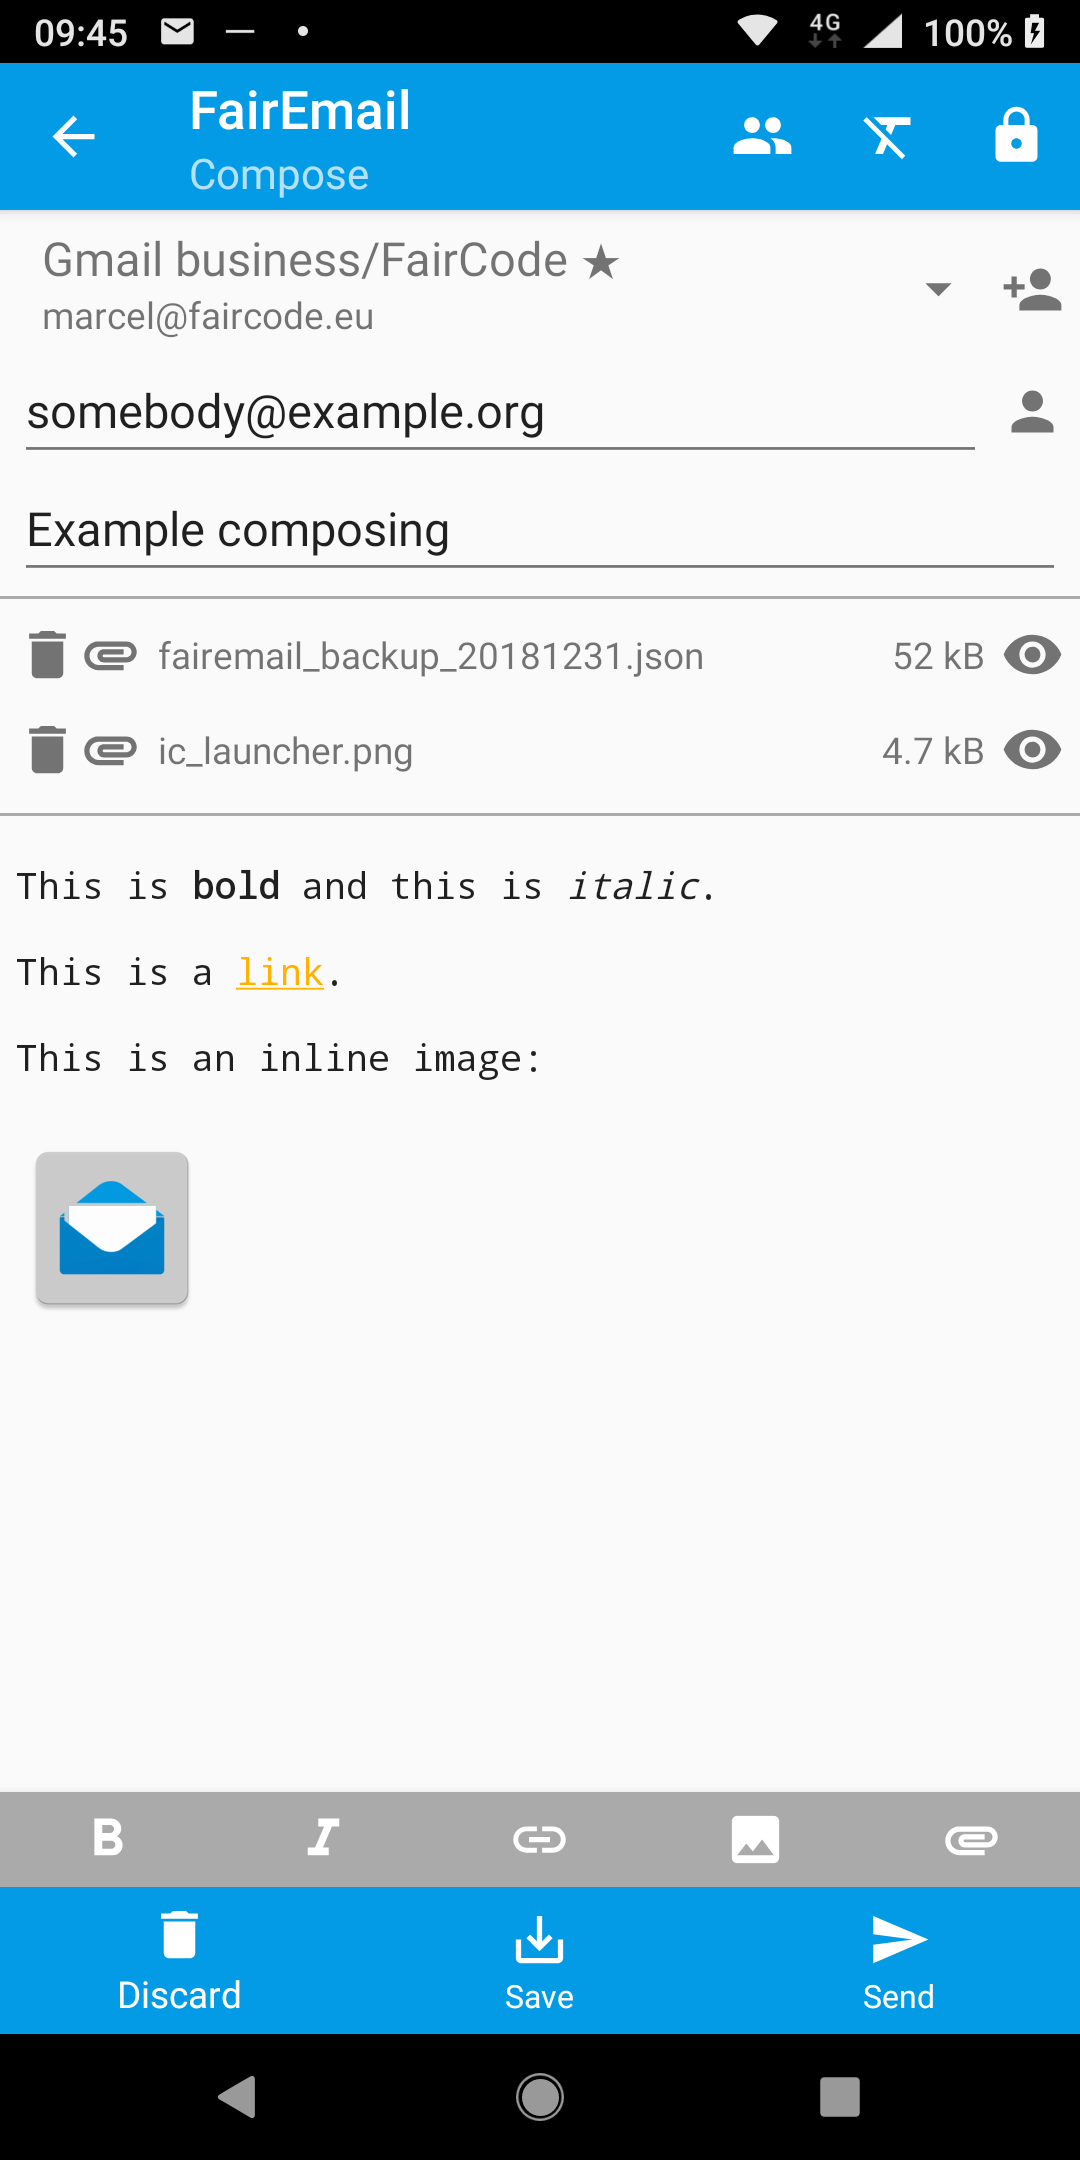 09:45 4G 100%
FairEmail
Compose
Gmail business/FairCode ★
marcel@faircode.eu
somebody@example.org
Example composing
fairemail_backup_20181231.json 52 kB
ic_launcher.png 4.7 kB
This is bold and this is italic.
This is a link.
This is an inline image:
B I
Discard Save Send